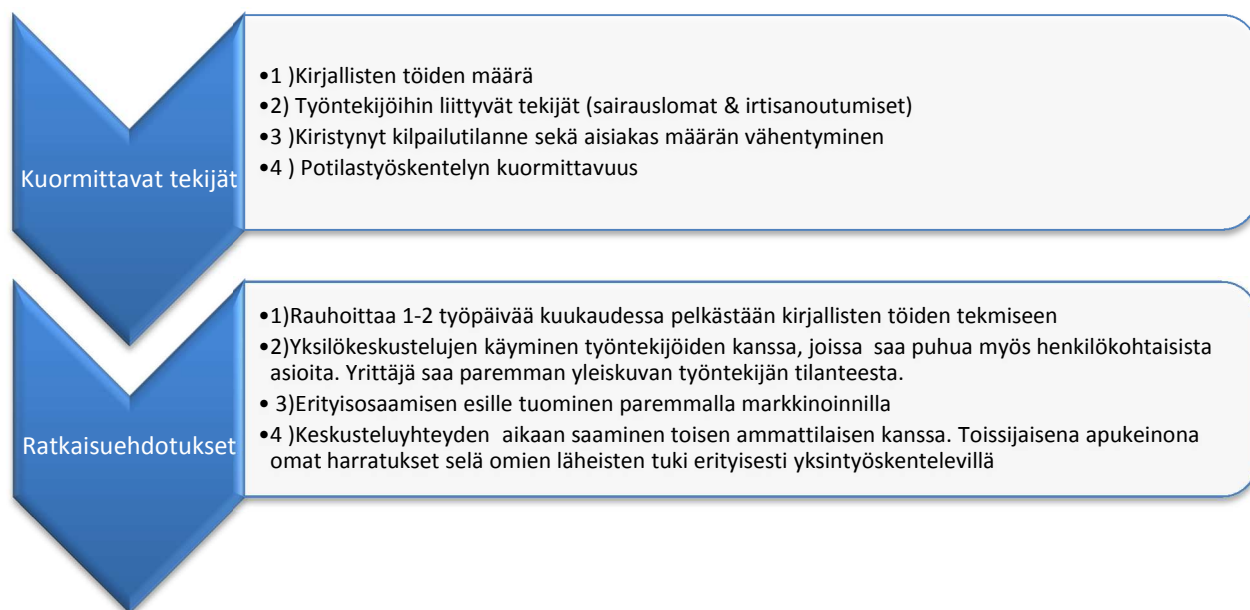 Kuormittavat tekijät
•1 )Kirjallisten töiden määrä
•2) Työntekijöihin liittyvät tekijät (sairauslomat & irtisanoutumiset)
•3 )Kiristynyt kilpailutilanne sekä aisiakas määrän vähentyminen
•4 ) Potilastyöskentelyn kuormittavuus
Ratkaisuehdotukset
•1)Rauhoittaa 1-2 työpäivää kuukaudessa pelkästään kirjallisten töiden tekmiseen
•2)Yksilökeskustelujen käyminen työntekijöiden kanssa, joissa saa puhua myös henkilökohtaisista
asioita. Yrittäjä saa paremman yleiskuvan työntekijän tilanteesta.
• 3)Erityisosaamisen esille tuominen paremmalla markkinoinnilla
•4 )Keskusteluyhteyden aikaan saaminen toisen ammattilaisen kanssa. Toissijaisena apukeinona
omat harratukset selä omien läheisten tuki erityisesti yksintyöskentelevillä